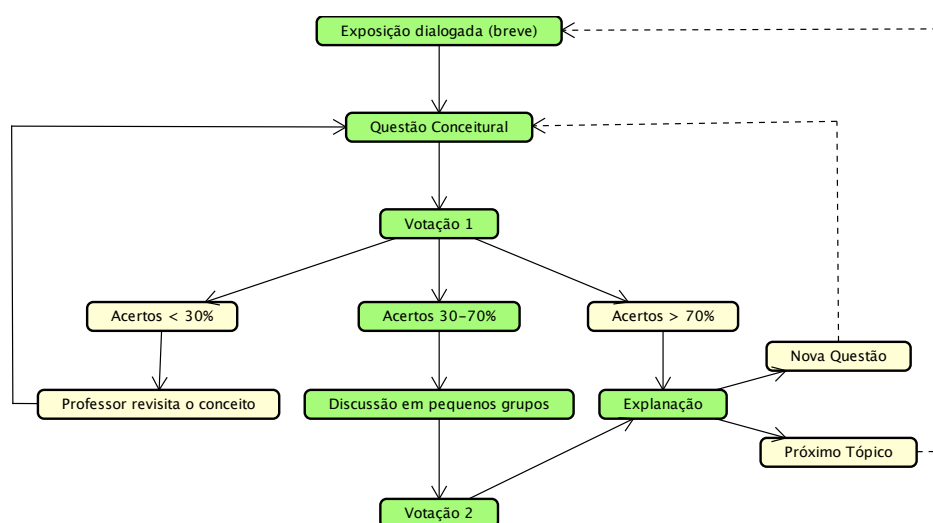 Exposição dialogada (breve)
Questão Conceitural
Votação 1
Acertos < 30%
Acertos 30-70%
Acertos > 70%
Nova Questão
Professor revisita o conceito
Discussão em pequenos grupos
Explanação
Próximo Tópico
Votação 2